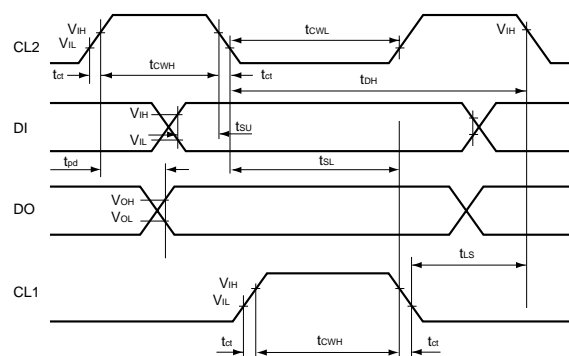 VIH
VIL
CL2
tCWL
VIH
tct
tCWH
tct
tDH
DI
VIH
VIL
tSU
tpd
tSL
DO
VOH
VOL
tLS
CL1
VIH
VIL
tct
tCWH
tct